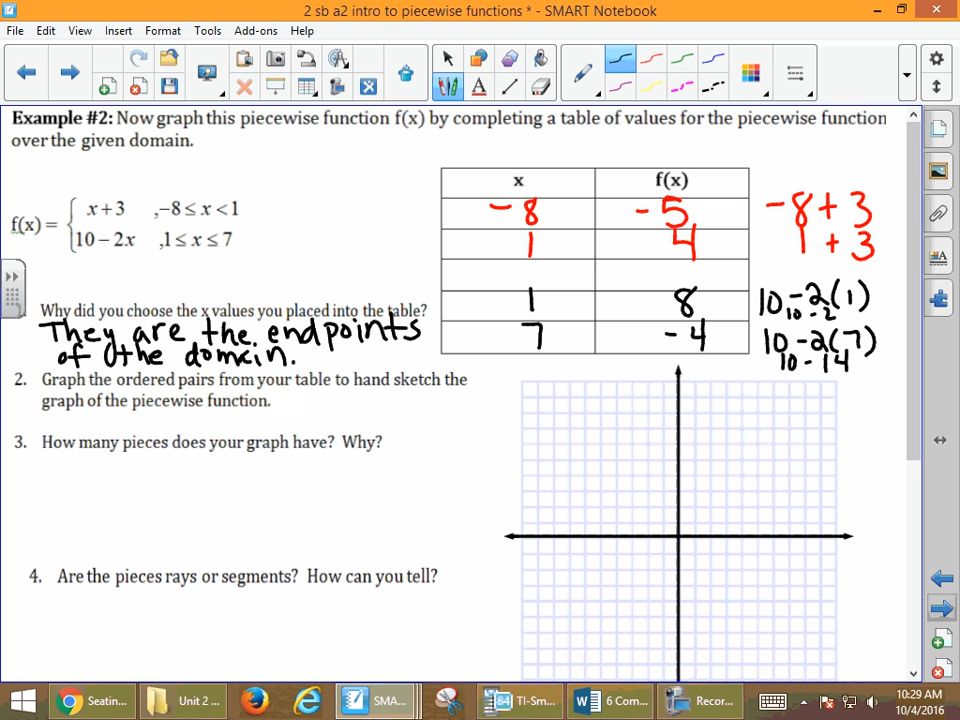 2 sb a2 intro to piecewise functions * - SMART Notebook
File Edit View Insert Format Tools Add-ons Help
Example #2: Now graph this piecewise function f(x) by completing a table of values for the piecewise function
over the given domain.
x f(x)
f(x) = { x + 3 , -8 ≤ x < 1
10 - 2x , 1 ≤ x ≤ 7
-8 -5 -8 + 3
1 4 1 + 3
1 8 10 - 2(1)
10 - 2
7 -4 10 - 2(7)
10 - 14
Why did you choose the x values you placed into the table?
They are the endpoints
of the domain.
2. Graph the ordered pairs from your table to hand sketch the
graph of the piecewise function.
3. How many pieces does your graph have? Why?
4. Are the pieces rays or segments? How can you tell?
Seatin... Unit 2 ... SMA... TI-Sm... 6 Com... Recor...
10:29 AM
10/4/2016